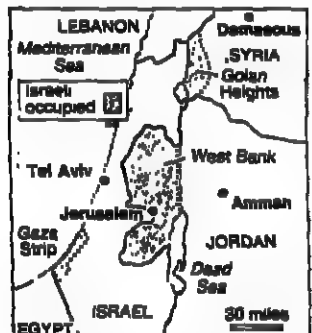 LEBANON
Damascus
Mediterranean
Sea
SYRIA
Golan
Heights
Israeli
occupied
West Bank
Tel Aviv
Amman
Jerusalem
Gaza
Strip
JORDAN
Dead
Sea
ISRAEL
30 miles
EGYPT